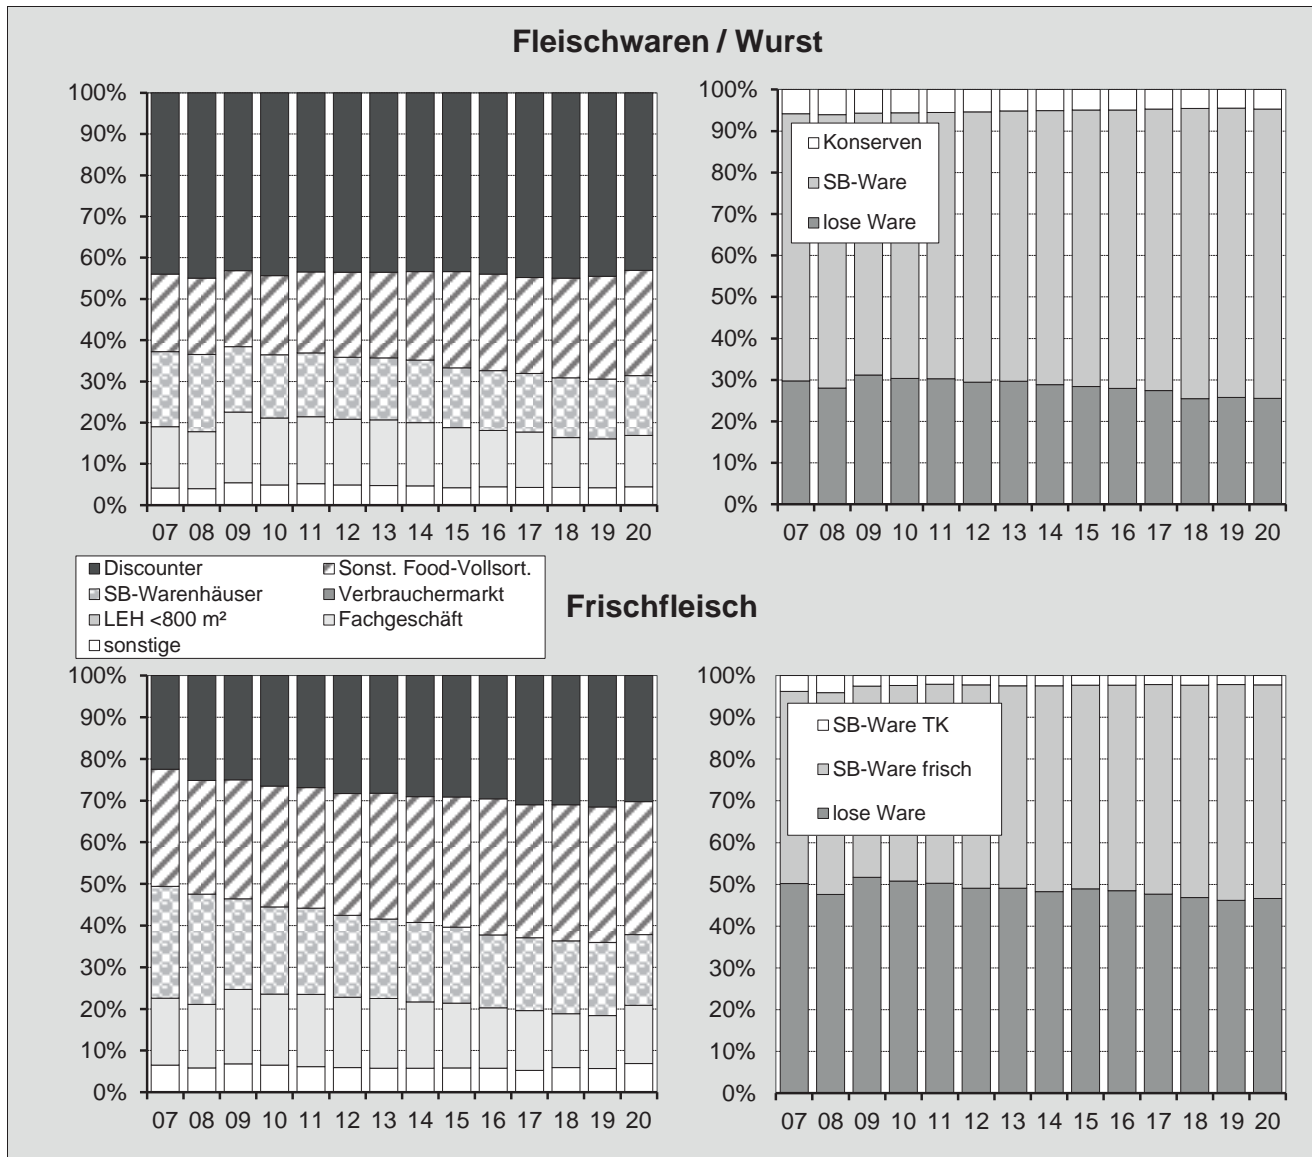 Fleischwaren / Wurst
100%
90%
80%
70%
60%
50%
40%
30%
20%
10%
0%
07 08 09 10 11 12 13 14 15 16 17 18 19 20
100%
90%
80%
70%
60%
50%
40%
30%
20%
10%
0%
Konserven
SB-Ware
lose Ware
07 08 09 10 11 12 13 14 15 16 17 18 19 20
Discounter Sonst. Food-Vollsort.
SB-Warenhäuser Verbrauchermarkt
LEH <800 m² Fachgeschäft
sonstige
Frischfleisch
100%
90%
80%
70%
60%
50%
40%
30%
20%
10%
0%
07 08 09 10 11 12 13 14 15 16 17 18 19 20
100%
90%
80%
70%
60%
50%
40%
30%
20%
10%
0%
SB-Ware TK
SB-Ware frisch
lose Ware
07 08 09 10 11 12 13 14 15 16 17 18 19 20